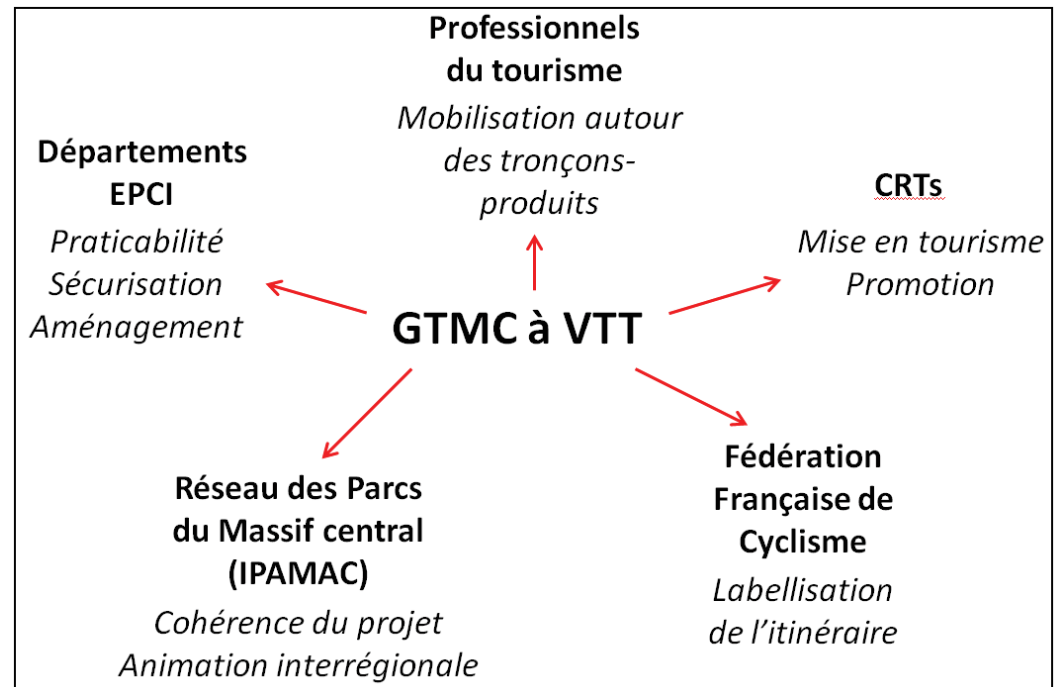 Professionnels
du tourisme
Mobilisation autour
des tronçons-
produits
Départements
EPCI
Praticabilité
Sécurisation
Aménagement
CRTs
Mise en tourisme
Promotion
GTMC à VTT
Réseau des Parcs
du Massif central
(IPAMAC)
Cohérence du projet
Animation interrégionale
Fédération
Française de
Cyclisme
Labellisation
de l’itinéraire